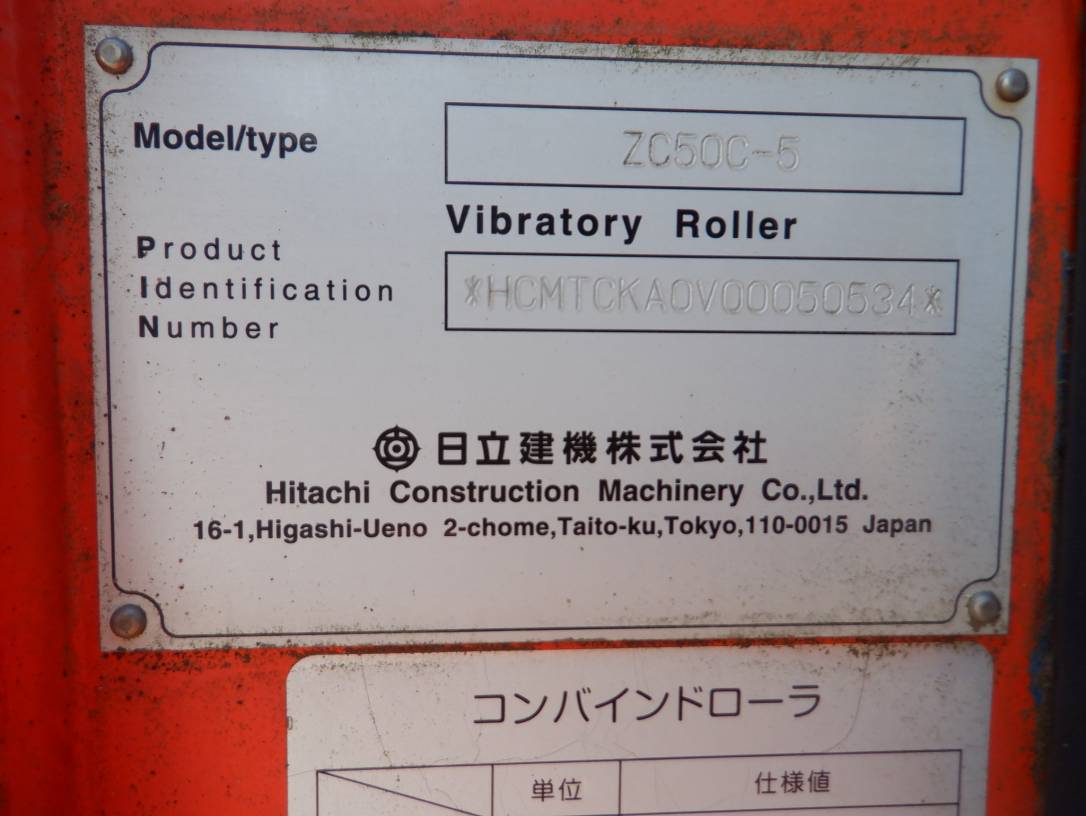 Model/type
ZC50C-5
Vibratory Roller
Product
Identification
Number
*HCMTCKA0V00050534*
日立建機株式会社
Hitachi Construction Machinery Co.,Ltd.
16-1,Higashi-Ueno 2-chome,Taito-ku,Tokyo,110-0015 Japan
コンバインドローラ
単位 仕様値